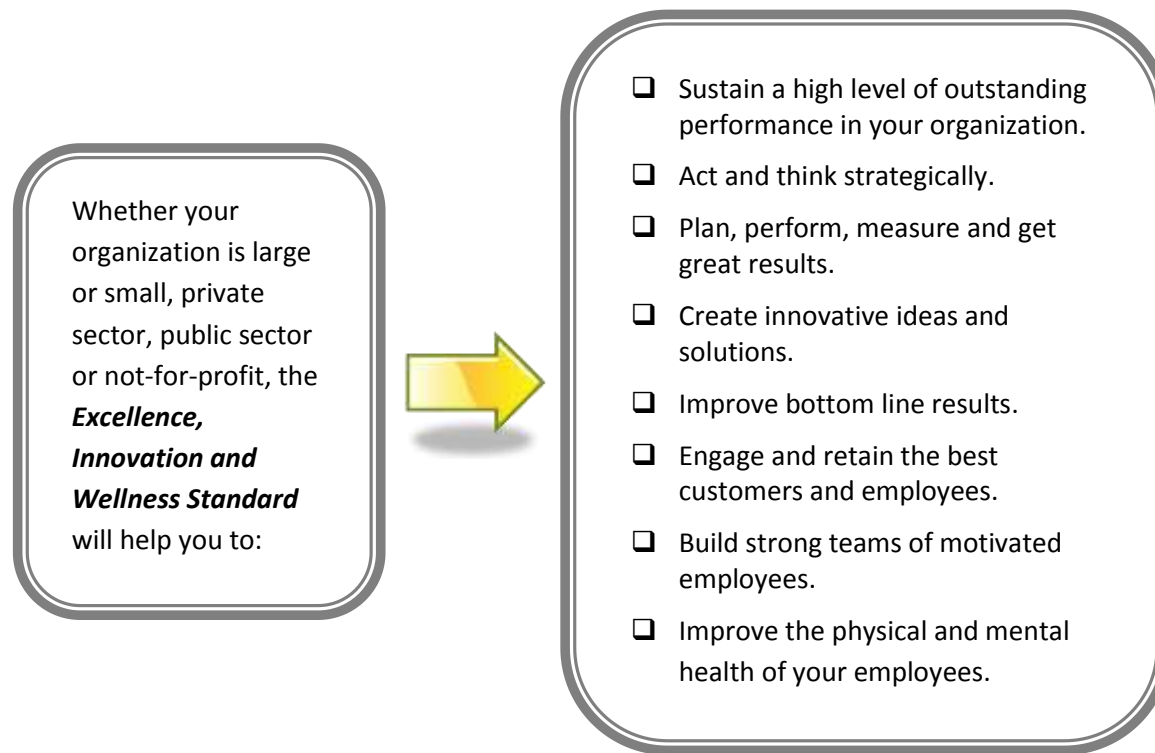 Whether your
organization is large
or small, private
sector, public sector
or not-for-profit, the
Excellence,
Innovation and
Wellness Standard
will help you to:
❑ Sustain a high level of outstanding
performance in your organization.
❑ Act and think strategically.
❑ Plan, perform, measure and get
great results.
❑ Create innovative ideas and
solutions.
❑ Improve bottom line results.
❑ Engage and retain the best
customers and employees.
❑ Build strong teams of motivated
employees.
❑ Improve the physical and mental
health of your employees.